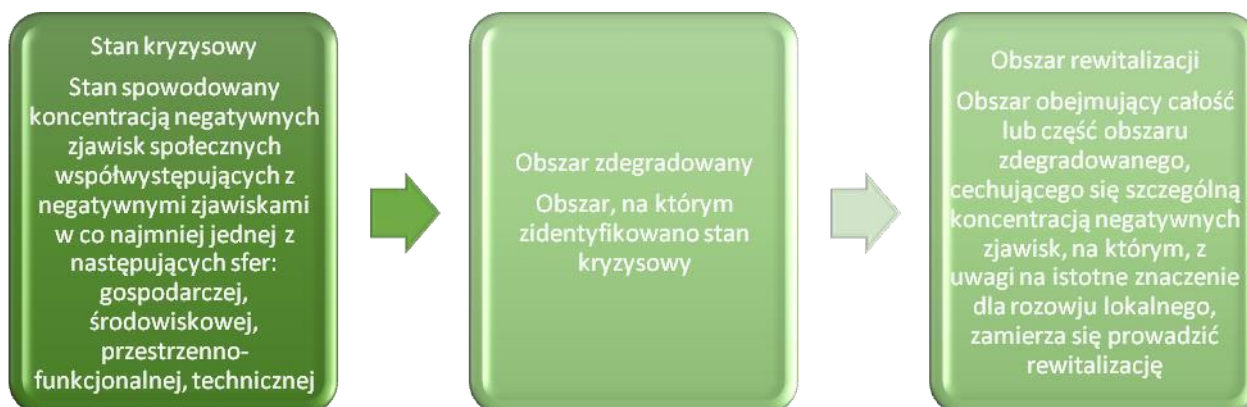 Stan kryzysowy
Stan spowodowany
koncentracją negatywnych
zjawisk społecznych
współwystępujących z
negatywnymi zjawiskami
w co najmniej jednej z
następujących sfer:
gospodarczej,
środowiskowej,
przestrzenno-
funkcjonalnej, technicznej
Obszar zdegradowany
Obszar, na którym
zidentyfikowano stan
kryzysowy
Obszar rewitalizacji
Obszar obejmujący całość
lub część obszaru
zdegradowanego,
cechującego się szczególną
koncentracją negatywnych
zjawisk, na którym, z
uwagi na istotne znaczenie
dla rozowju lokalnego,
zamierza się prowadzić
rewitalizację